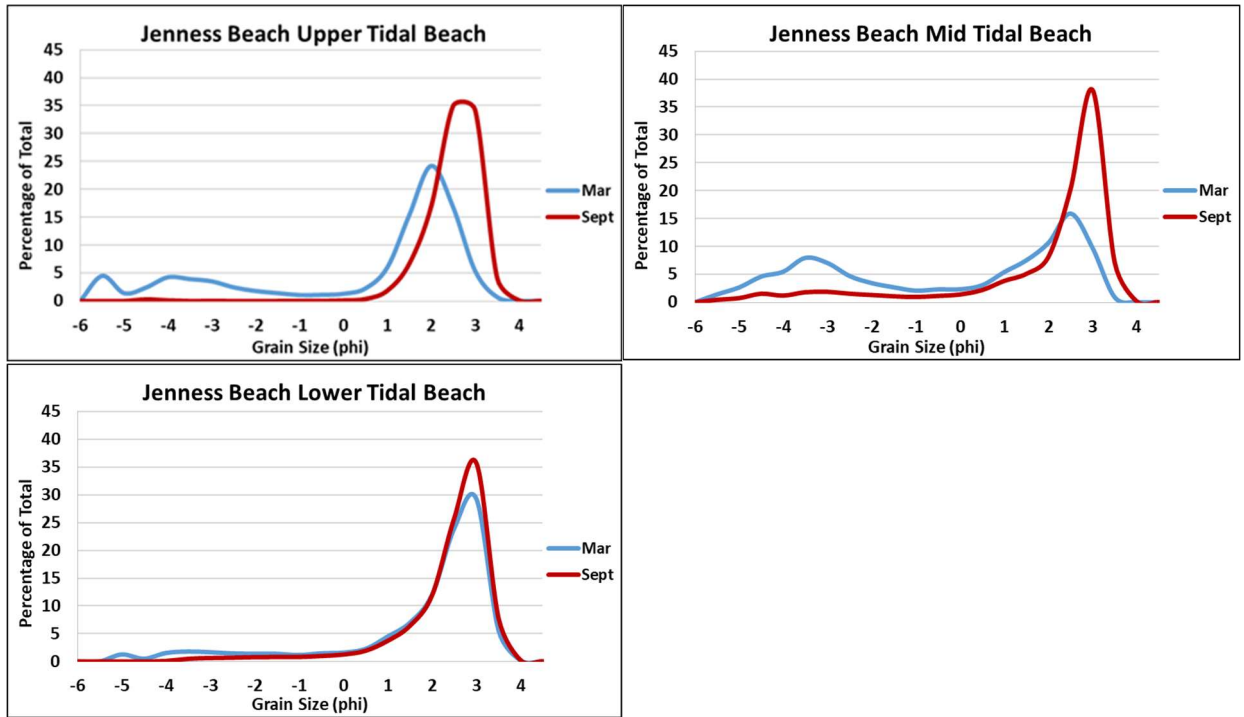 Jenness Beach Upper Tidal Beach
Percentage of Total
45
40
35
30
25
20
15
10
5
0
-6 -5 -4 -3 -2 -1 0 1 2 3 4
Grain Size (phi)
Mar
Sept
Jenness Beach Mid Tidal Beach
Percentage of Total
45
40
35
30
25
20
15
10
5
0
-6 -5 -4 -3 -2 -1 0 1 2 3 4
Grain Size (phi)
Mar
Sept
Jenness Beach Lower Tidal Beach
Percentage of Total
45
40
35
30
25
20
15
10
5
0
-6 -5 -4 -3 -2 -1 0 1 2 3 4
Grain Size (phi)
Mar
Sept